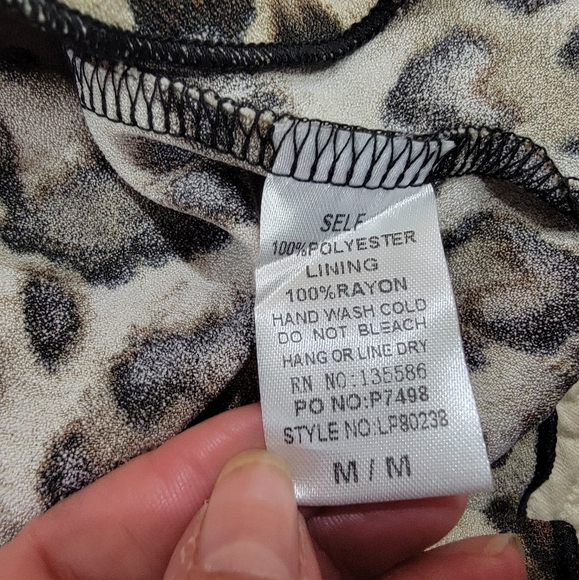 SELF
100%POLYESTER
LINING
100%RAYON
HAND WASH COLD
DO NOT BLEACH
HANG OR LINE DRY
RN NO:135586
PO NO:P7498
STYLE NO:LP80238
M / M